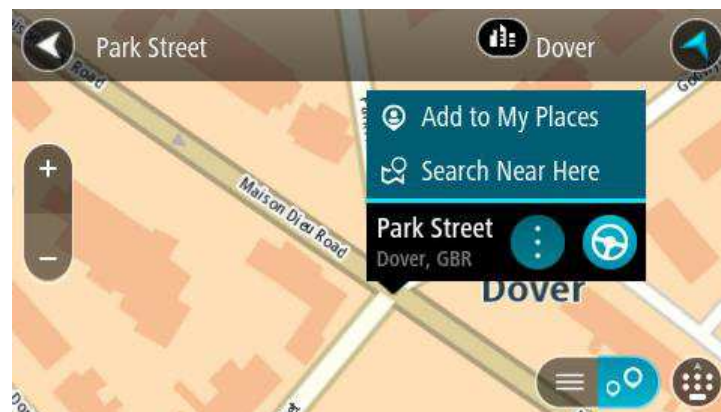 Park Street
Dover
Road
Add to My Places
Search Near Here
Maison Dieu Road
Park Street
Dover, GBR
Dover